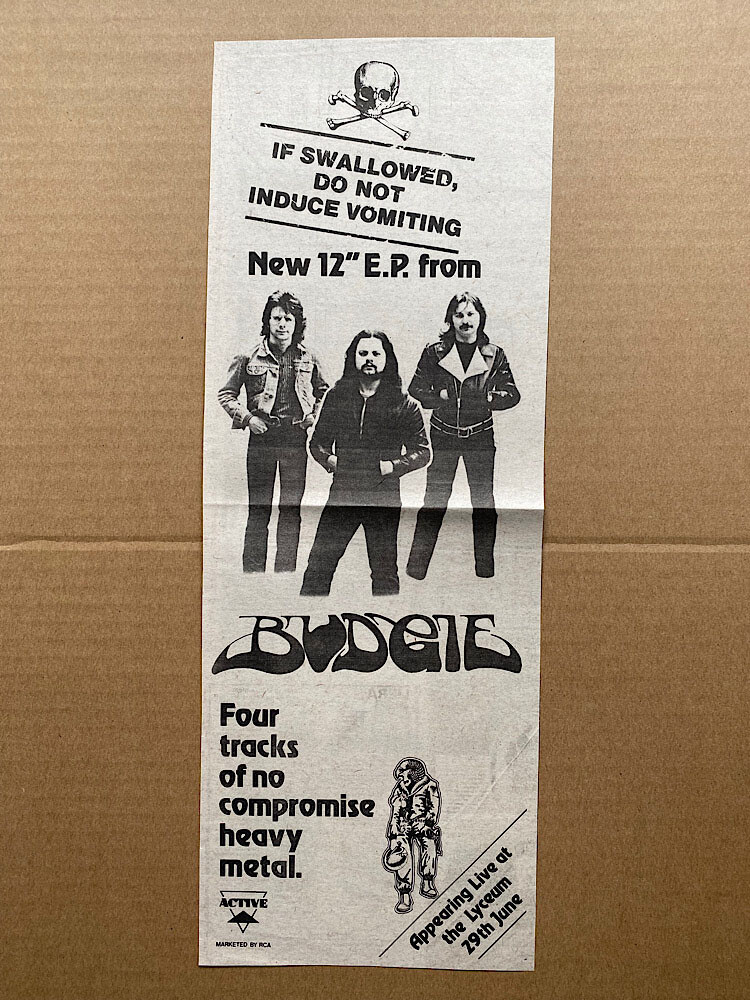 IF SWALLOWED,
DO NOT
INDUCE VOMITING
New 12" E.P. from
BUDGIE
Four
tracks
of no
compromise
heavy
metal.
ACTIVE
MARKETED BY RCA
Appearing Live at
the Lyceum
29th June